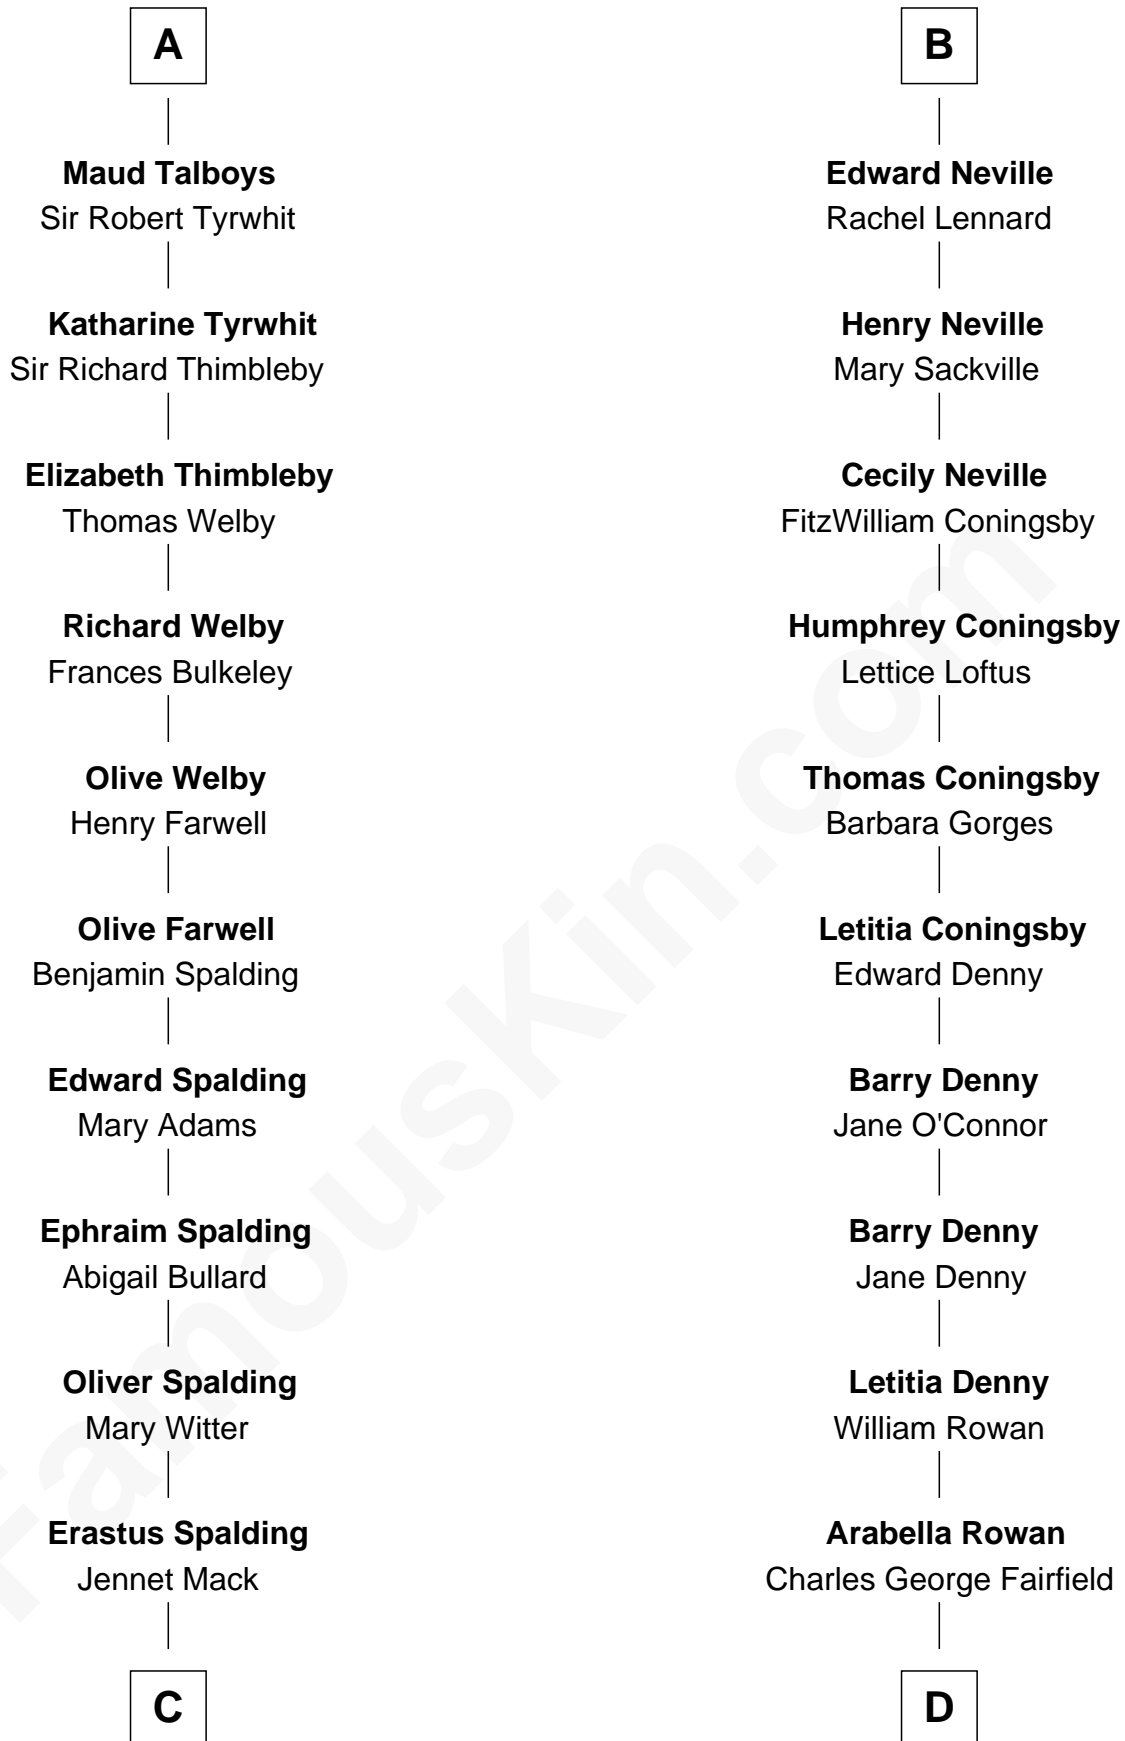 A
Maud Talboys
Sir Robert Tyrwhit
Katharine Tyrwhit
Sir Richard Thimbleby
Elizabeth Thimbleby
Thomas Welby
Richard Welby
Frances Bulkeley
Olive Welby
Henry Farwell
Olive Farwell
Benjamin Spalding
Edward Spalding
Mary Adams
Ephraim Spalding
Abigail Bullard
Oliver Spalding
Mary Witter
Erastus Spalding
Jennet Mack
C
B
Edward Neville
Rachel Lennard
Henry Neville
Mary Sackville
Cecily Neville
FitzWilliam Coningsby
Humphrey Coningsby
Lettice Loftus
Thomas Coningsby
Barbara Gorges
Letitia Coningsby
Edward Denny
Barry Denny
Jane O'Connor
Barry Denny
Jane Denny
Letitia Denny
William Rowan
Arabella Rowan
Charles George Fairfield
D
FamousKin.com